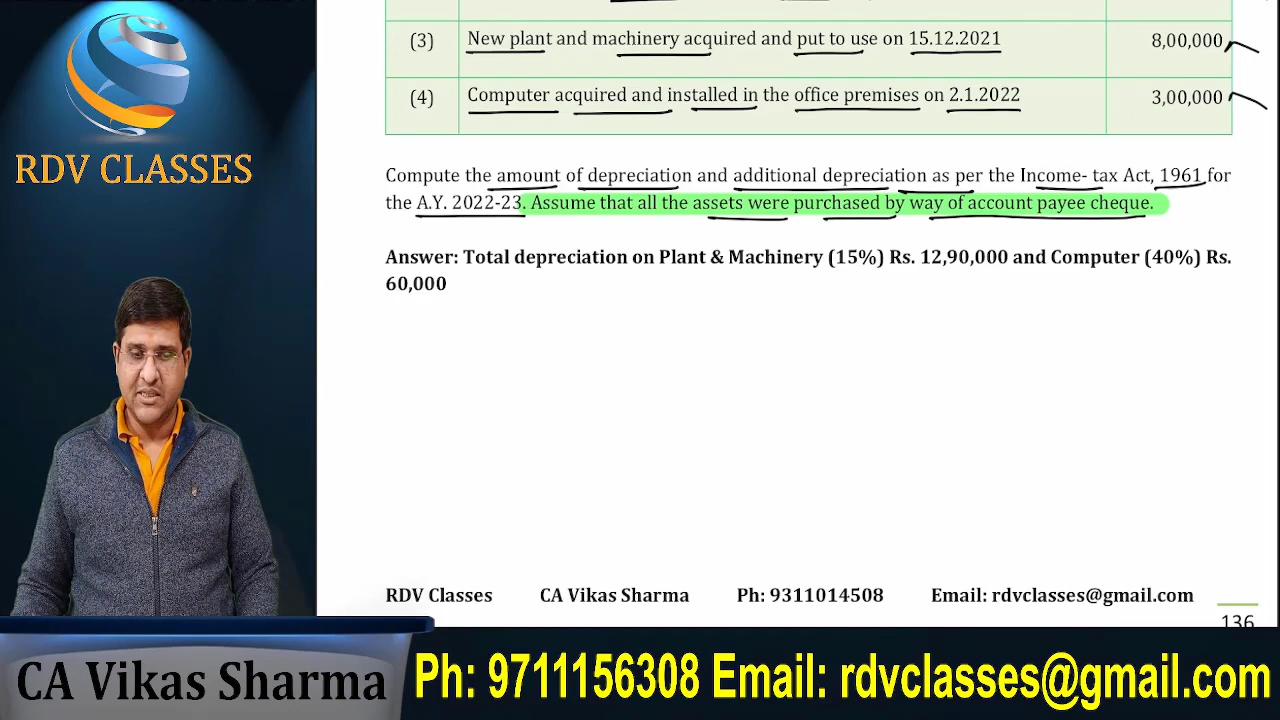 (3) New plant and machinery acquired and put to use on 15.12.2021 8,00,000
(4) Computer acquired and installed in the office premises on 2.1.2022 3,00,000
RDV CLASSES
Compute the amount of depreciation and additional depreciation as per the Income- tax Act, 1961 for
the A.Y. 2022-23. Assume that all the assets were purchased by way of account payee cheque.
Answer: Total depreciation on Plant & Machinery (15%) Rs. 12,90,000 and Computer (40%) Rs.
60,000
RDV Classes CA Vikas Sharma Ph: 9311014508 Email: rdvclasses@gmail.com
136
CA Vikas Sharma
Ph: 9711156308 Email: rdvclasses@gmail.com